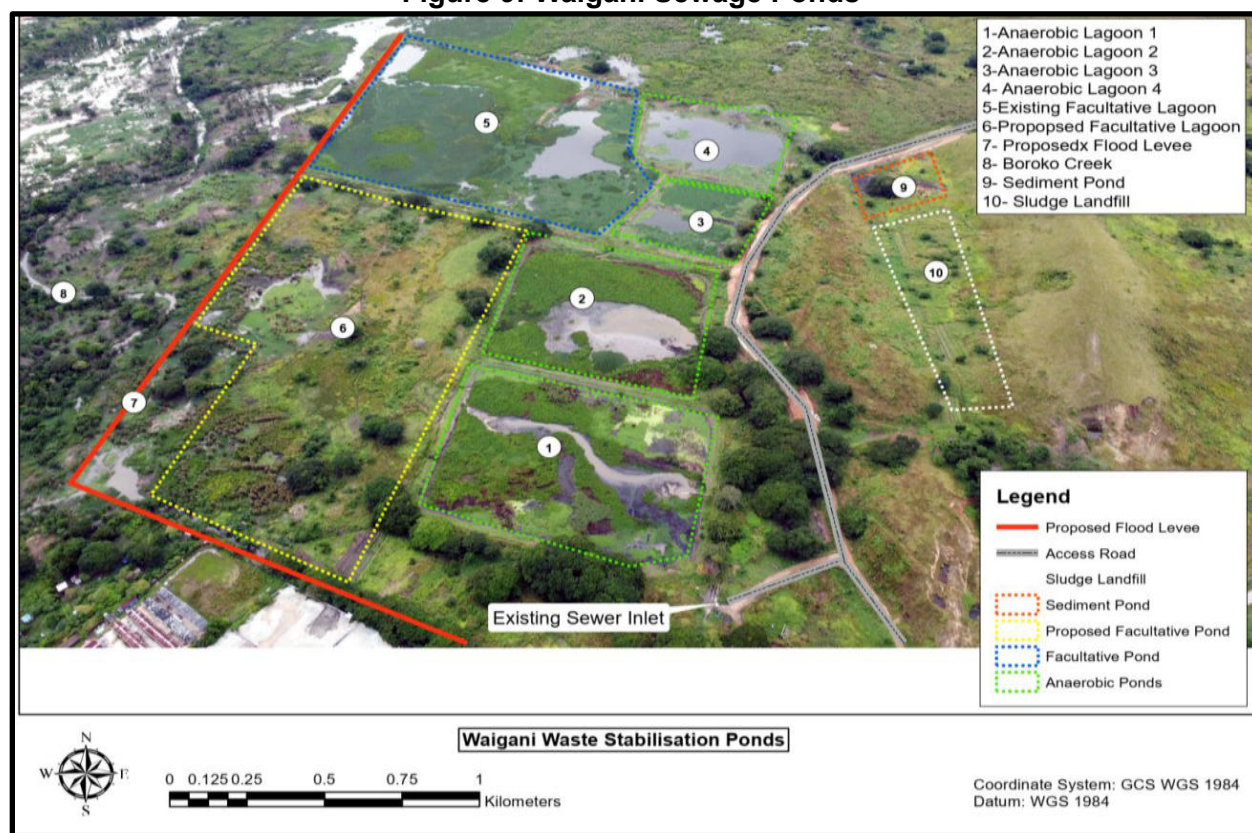 Figure 9: Waigani Sewage Ponds
1-Anaerobic Lagoon 1
2-Anaerobic Lagoon 2
3-Anaerobic Lagoon 3
4- Anaerobic Lagoon 4
5-Existing Facultative Lagoon
6-Propopsed Facultative Lagoon
7- Proposedx Flood Levee
8- Boroko Creek
9- Sediment Pond
10- Sludge Landfill
5
4
9
3
10
8
2
6
7
1
Existing Sewer Inlet
Legend
Proposed Flood Levee
Access Road
Sludge Landfill
Sediment Pond
Proposed Facultative Pond
Facultative Pond
Anaerobic Ponds
Waigani Waste Stabilisation Ponds
N
W E
S
0 0.125 0.25 0.5 0.75 1
Kilometers
Coordinate System: GCS WGS 1984
Datum: WGS 1984